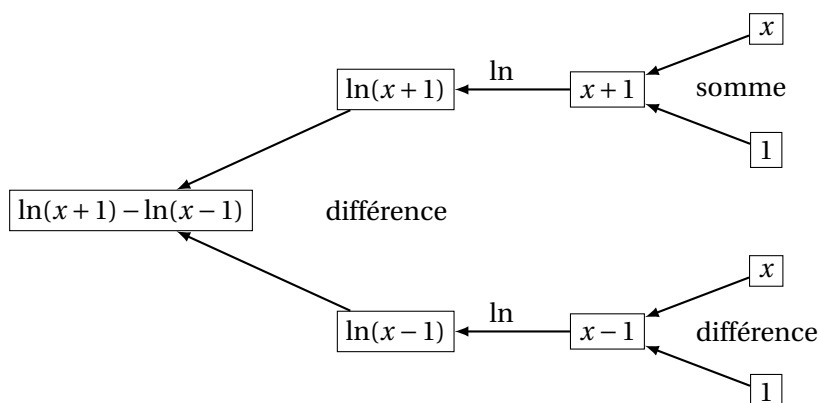 x
ln
ln(x + 1)
x + 1
somme
1
ln(x + 1) − ln(x − 1)
différence
x
ln
ln(x − 1)
x − 1
différence
1